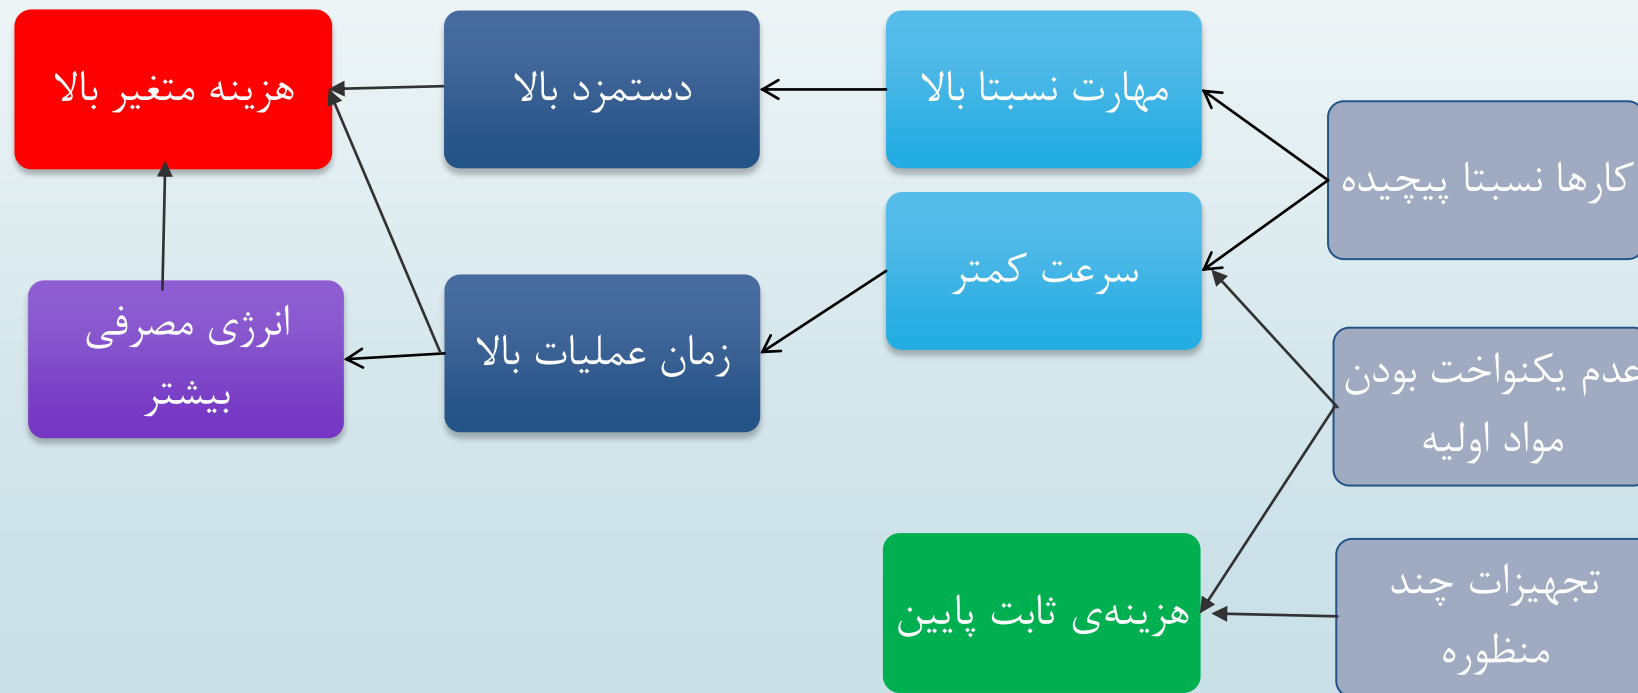 کارها نسبتا پیچیده
مهارت نسبتا بالا
دستمزد بالا
هزینه متغیر بالا
سرعت کمتر
زمان عملیات بالا
انرژی مصرفی
بیشتر
عدم یکنواخت بودن
مواد اولیه
تجهیزات چند
منظوره
هزینه‌ی ثابت پایین